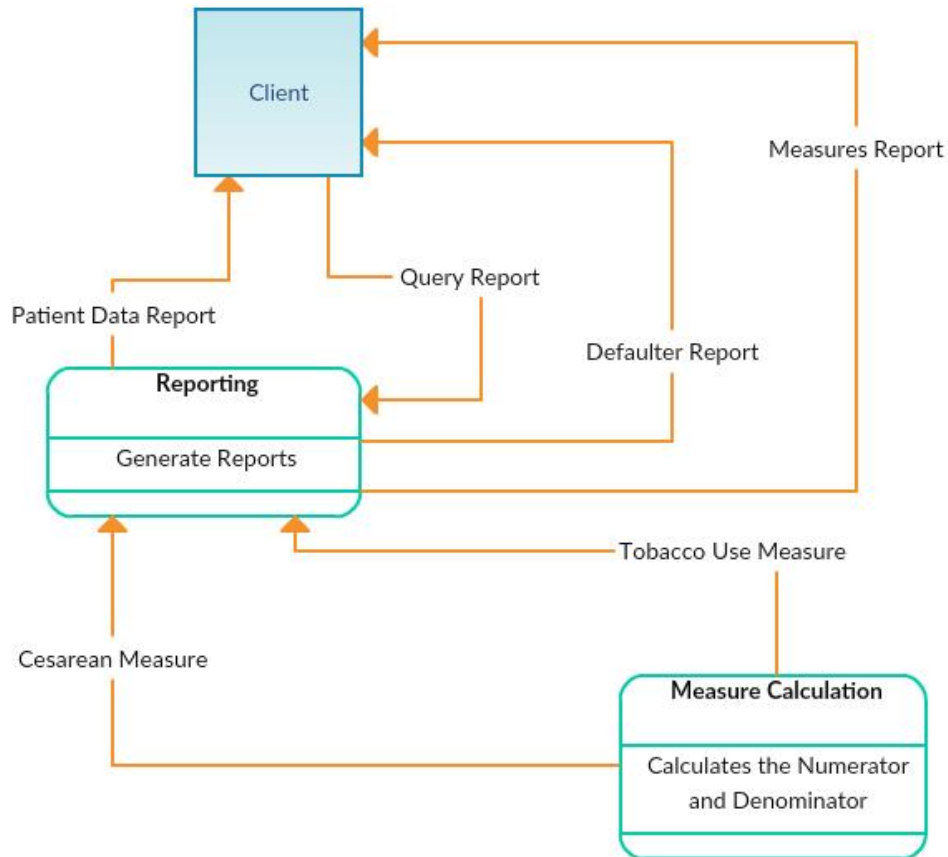 Client
Measures Report
Query Report
Patient Data Report
Defaulter Report
Reporting
Generate Reports
Tobacco Use Measure
Cesarean Measure
Measure Calculation
Calculates the Numerator
and Denominator